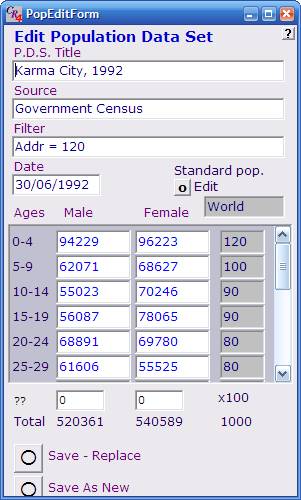 CR4 PopEditForm
Edit Population Data Set ?
P.D.S. Title
Karma City, 1992
Source
Government Census
Filter
Addr = 120
Date
Standard pop.
30/06/1992
o Edit
World
Ages Male Female
0-4 94229 96223 120
5-9 62071 68627 100
10-14 55023 70246 90
15-19 56087 78065 90
20-24 68891 69780 80
25-29 61606 55525 80
?? 0 0 x100
Total 520361 540589 1000
Save - Replace
Save As New